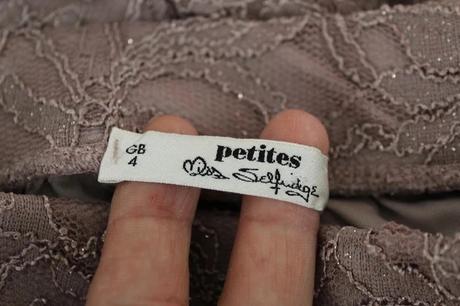 GB
4
petites
Miss Selfridge